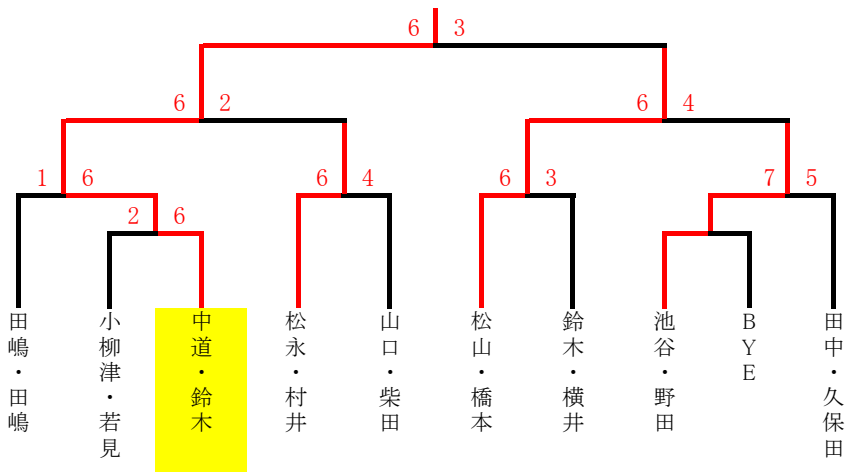 6 3
6 2 6 4
1 6 6 4 6 3 7 5
2 6
田嶋・田嶋
小柳津・若見
中道・鈴木
松永・村井
山口・柴田
松山・橋本
鈴木・横井
池谷・野田
BYE
田中・久保田